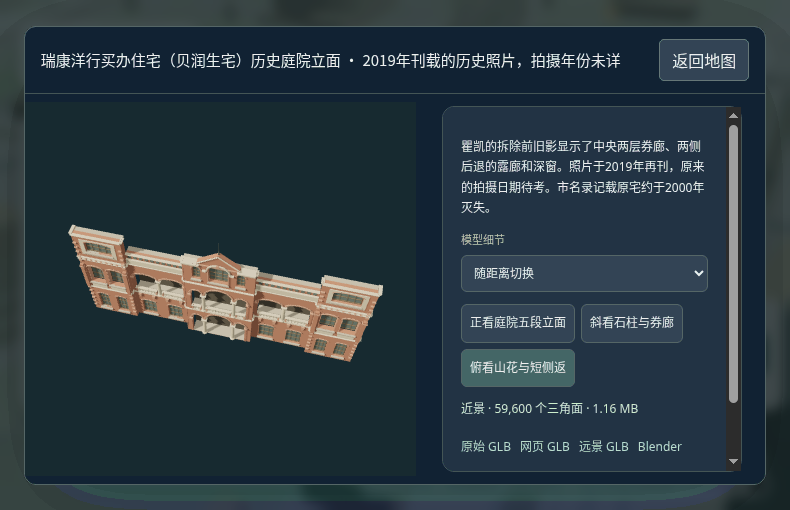 瑞康洋行买办住宅（贝润生宅）历史庭院立面 · 2019年刊载的历史照片，拍摄年份未详
返回地图
瞿凯的拆除前旧影显示了中央两层券廊、两侧
后退的露廊和深窗。照片于2019年再刊，原来
的拍摄日期待考。市名录记载原宅约于2000年
灭失。
模型细节
随距离切换
正看庭院五段立面
斜看石柱与券廊
俯看山花与短侧返
近景 · 59,600 个三角面 · 1.16 MB
原始 GLB 网页 GLB 远景 GLB Blender